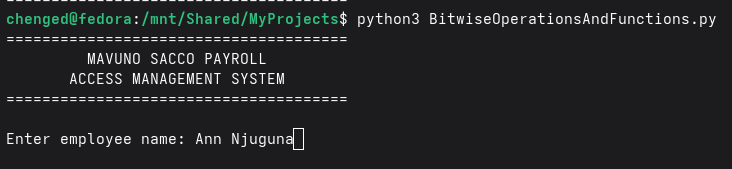 ======================================
chenged@fedora:/mnt/Shared/MyProjects$ python3 BitwiseOperationsAndFunctions.py
======================================
MAVUNO SACCO PAYROLL
ACCESS MANAGEMENT SYSTEM
======================================
Enter employee name: Ann Njuguna